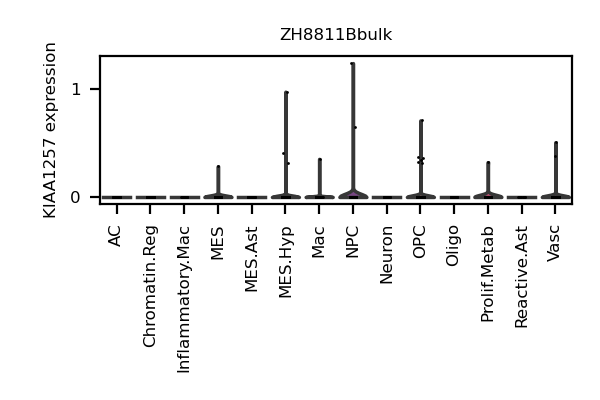 ZH8811Bbulk
KIAA1257 expression
1
0
AC
Chromatin.Reg
Inflammatory.Mac
MES
MES.Ast
MES.Hyp
Mac
NPC
Neuron
OPC
Oligo
Prolif.Metab
Reactive.Ast
Vasc